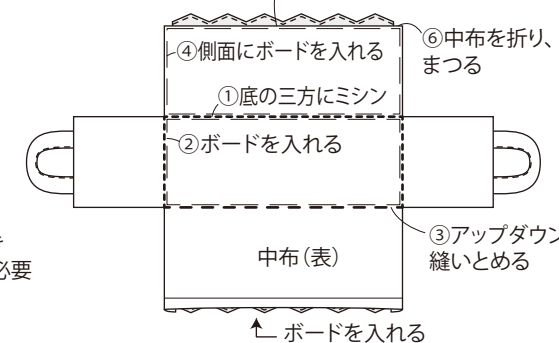 ④側面にボードを入れる
⑥中布を折り、
まつる
①底の三方にミシン
②ボードを入れる
③アップダウン
縫いとめる
必要
中布（表）
ボードを入れる